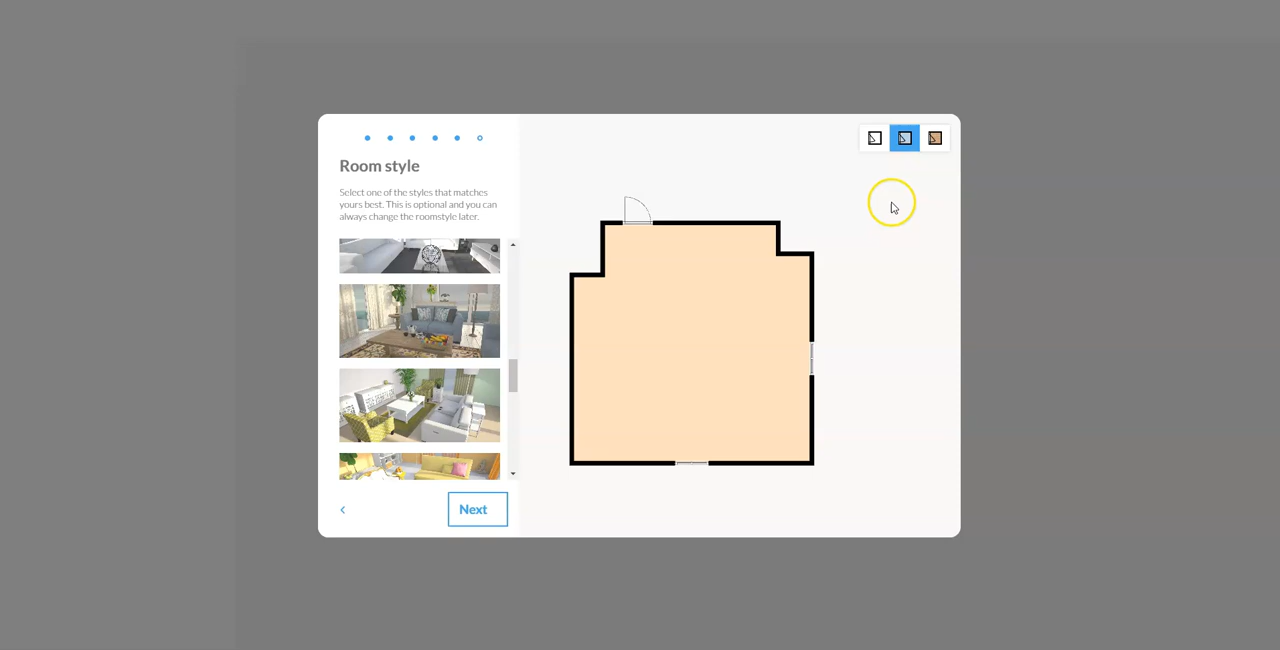 Room style
Select one of the styles that matches
yours best. This is optional and you can
always change the roomstyle later.
Next